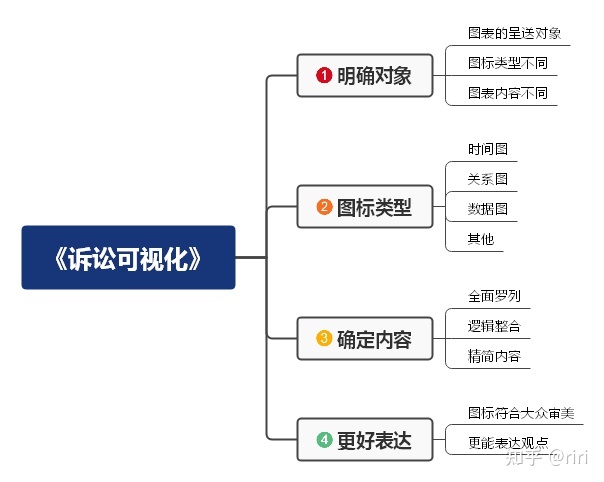 《诉讼可视化》
1 明确对象
图表的呈送对象
图标类型不同
图表内容不同
2 图标类型
时间图
关系图
数据图
其他
3 确定内容
全面罗列
逻辑整合
精简内容
4 更好表达
图标符合大众审美
更能表达观点
知乎 @riri